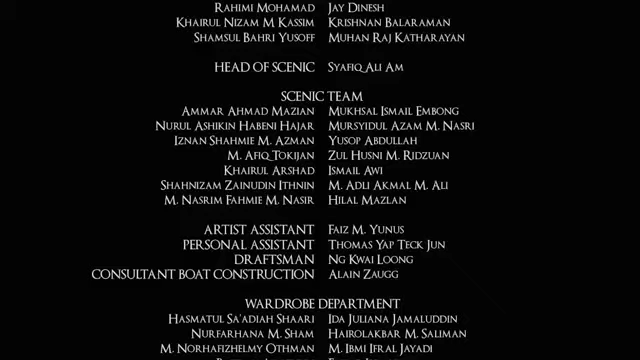 Rahimi Mohamad Jay Dinesh
Khairul Nizam M Kassim Krishnan Balaraman
Shamsul Bahri Yusoff Muhan Raj Katharayan
HEAD OF SCENIC Syafiq Ali Am
SCENIC TEAM
Ammar Ahmad Mazian Mukhsal Ismail Embong
Nurul Ashikin Habeni Hajar Mursyidul Azam M. Nasri
Iznan Shahmie M. Azman Yusop Abdullah
M. Afiq Tokijan Zul Husni M. Ridzuan
Khairul Arshad Ismail Awi
Shahnizam Zainudin Ithnin M. Adli Akmal M. Ali
M. Nasrim Fahmie M. Nasir Hilal Mazlan
ARTIST ASSISTANT Faiz M. Yunus
PERSONAL ASSISTANT Thomas Yap Teck Jun
DRAFTSMAN Ng Kwai Loong
CONSULTANT BOAT CONSTRUCTION Alain Zaugg
WARDROBE DEPARTMENT
Hasmatul Sa'adiah Shaari Ida Juliana Jamaluddin
Nurfarhana M. Sham Hairolakbar M. Saliman
M. Norhafizhelmy Othman M. Ibmi Ifral Jayadi